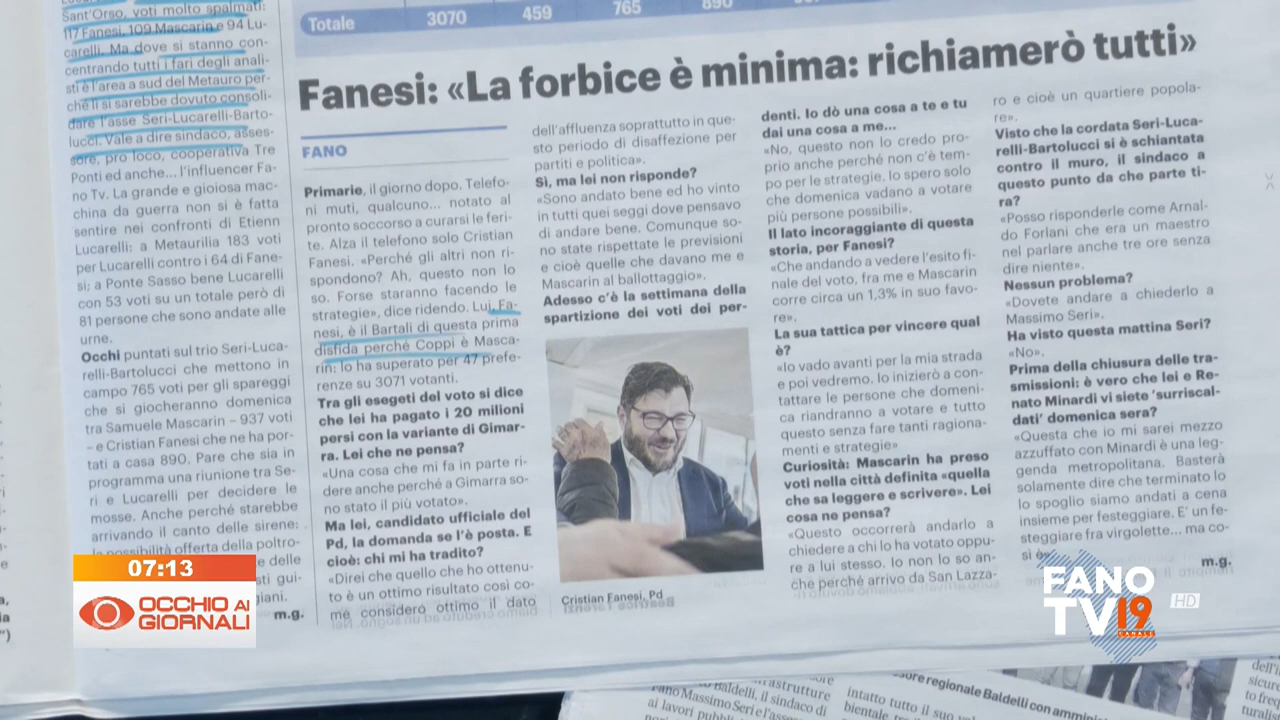 Sant'Orso, voti molto spalmati:
117 Fanesi, 109 Mascarin e 94 Lu-
carelli. Ma dove si stanno con-
centrando tutti i fari degli anali-
sti è l'area a sud del Metauro per-
ché lì si sarebbe dovuto consoli-
dare l'asse Seri-Lucarelli-Barto-
lucci. Vale a dire sindaco, asses-
sore, pro loco, cooperativa Tre
Ponti ed anche... l'influencer Fa-
no Tv. La grande e gioiosa mac-
china da guerra non si è fatta
sentire nei confronti di Etienn
Lucarelli: a Metaurilia 183 voti
per Lucarelli contro i 64 di Fane-
si; a Ponte Sasso bene Lucarelli
con 53 voti su un totale però di
81 persone che sono andate alle
urne.
Occhi puntati sul trio Seri-Luca-
relli-Bartolucci che mettono in
campo 765 voti per gli spareggi
che si giocheranno domenica
tra Samuele Mascarin – 937 voti
– e Cristian Fanesi che ne ha por-
tati a casa 890. Pare che sia in
programma una riunione tra Se-
ri e Lucarelli per decidere le
mosse. Anche perché starebbe
arrivando il canto delle sirene:
la possibilità offerta della poltro-
e delle
sti gui-
giani.
m.g.
Totale 3070 459 765 890
Fanesi: «La forbice è minima: richiamerò tutti»
FANO
Primarie, il giorno dopo. Telefo-
ni muti, qualcuno... notato al
pronto soccorso a curarsi le feri-
te. Alza il telefono solo Cristian
Fanesi. «Perché gli altri non ri-
spondono? Ah, questo non lo
so. Forse staranno facendo le
strategie», dice ridendo. Lui, Fa-
nesi, è il Bartali di questa prima
disfida perché Coppi è Masca-
rin: lo ha superato per 47 prefe-
renze su 3071 votanti.
Tra gli esegeti del voto si dice
che lei ha pagato i 20 milioni
persi con la variante di Gimar-
ra. Lei che ne pensa?
«Una cosa che mi fa in parte ri-
dere anche perché a Gimarra so-
no stato il più votato».
Ma lei, candidato ufficiale del
Pd, la domanda se l'è posta. E
cioè: chi mi ha tradito?
«Direi che quello che ho ottenu-
to è un ottimo risultato così co-
me considero ottimo il dato
dell'affluenza soprattutto in que-
sto periodo di disaffezione per
partiti e politica».
Sì, ma lei non risponde?
«Sono andato bene ed ho vinto
in tutti quei seggi dove pensavo
di andare bene. Comunque so-
no state rispettate le previsioni
e cioè quelle che davano me e
Mascarin al ballottaggio».
Adesso c'è la settimana della
spartizione dei voti dei per-
Cristian Fanesi, Pd
denti. Io dò una cosa a te e tu
dai una cosa a me...
«No, questo non lo credo pro-
prio anche perché non c'è tem-
po per le strategie. Io spero solo
che domenica vadano a votare
più persone possibili».
Il lato incoraggiante di questa
storia, per Fanesi?
«Che andando a vedere l'esito fi-
nale del voto, fra me e Mascarin
corre circa un 1,3% in suo favo-
re».
La sua tattica per vincere qual
è?
«Io vado avanti per la mia strada
e poi vedremo. Io inizierò a con-
tattare le persone che domeni-
ca riandranno a votare e tutto
questo senza fare tanti ragiona-
menti e strategie»
Curiosità: Mascarin ha preso
voti nella città definita «quella
che sa leggere e scrivere». Lei
cosa ne pensa?
«Questo occorrerà andarlo a
chiedere a chi lo ha votato oppu-
re a lui stesso. Io non lo so an-
che perché arrivo da San Lazza-
ro e cioè un quartiere popola-
re».
Visto che la cordata Seri-Luca-
relli-Bartolucci si è schiantata
contro il muro, il sindaco a
questo punto da che parte ti-
ra?
«Posso risponderle come Arnal-
do Forlani che era un maestro
nel parlare anche tre ore senza
dire niente».
Nessun problema?
«Dovete andare a chiederlo a
Massimo Seri».
Ha visto questa mattina Seri?
«No».
Prima della chiusura delle tra-
smissioni: è vero che lei e Re-
nato Minardi vi siete 'surriscal-
dati' domenica sera?
«Questa che io mi sarei mezzo
azzuffato con Minardi è una leg-
genda metropolitana. Basterà
solamente dire che terminato lo
lo spoglio siamo andati a cena
insieme per festeggiare. E' un fe-
steggiare fra virgolette... ma co-
sì è»
m.g.
07:13
OCCHIO AI
GIORNALI
FANO
TV 19
CANALE
HD
Fano Massimo Seri e l'asses
ai lavori pubbli
Baldelli, il sindaco di
intatto tutto il suo
sore regionale Baldelli con ammini